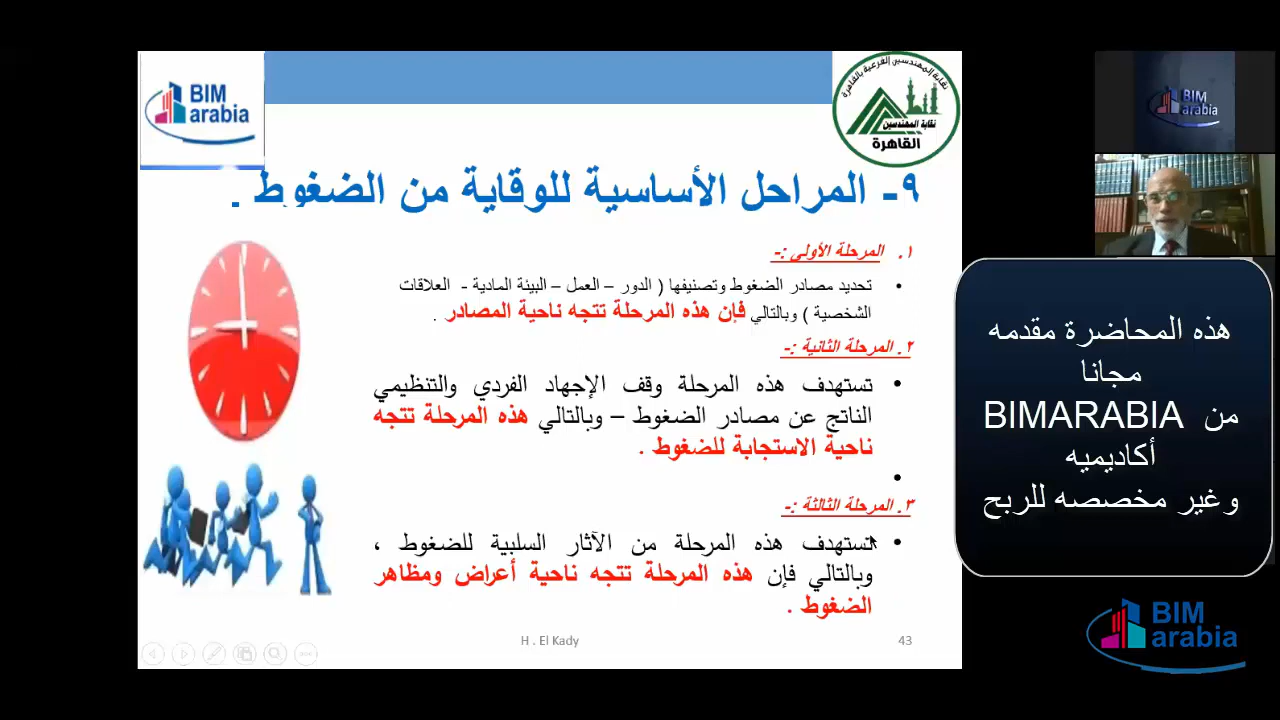 BIM
arabia
نقابة المهندسين الفرعية بالقاهرة
نقابة المهندسين
القاهرة
٩- المراحل الأساسية للوقاية من الضغوط .
١. المرحلة الأولى :-
• تحديد مصادر الضغوط وتصنيفها ( الدور – العمل – البيئة المادية - العلاقات
الشخصية ) وبالتالي فإن هذه المرحلة تتجه ناحية المصادر .
٢. المرحلة الثانية :-
• تستهدف هذه المرحلة وقف الإجهاد الفردي والتنظيمي
الناتج عن مصادر الضغوط – وبالتالي هذه المرحلة تتجه
ناحية الاستجابة للضغوط .
•
٣. المرحلة الثالثة :-
• تستهدف هذه المرحلة من الآثار السلبية للضغوط ،
وبالتالي فإن هذه المرحلة تتجه ناحية أعراض ومظاهر
الضغوط .
H . El Kady
43
BIM
arabia
هذه المحاضرة مقدمه
مجانا
من BIMARABIA
أكاديميه
وغير مخصصه للربح
BIM
arabia